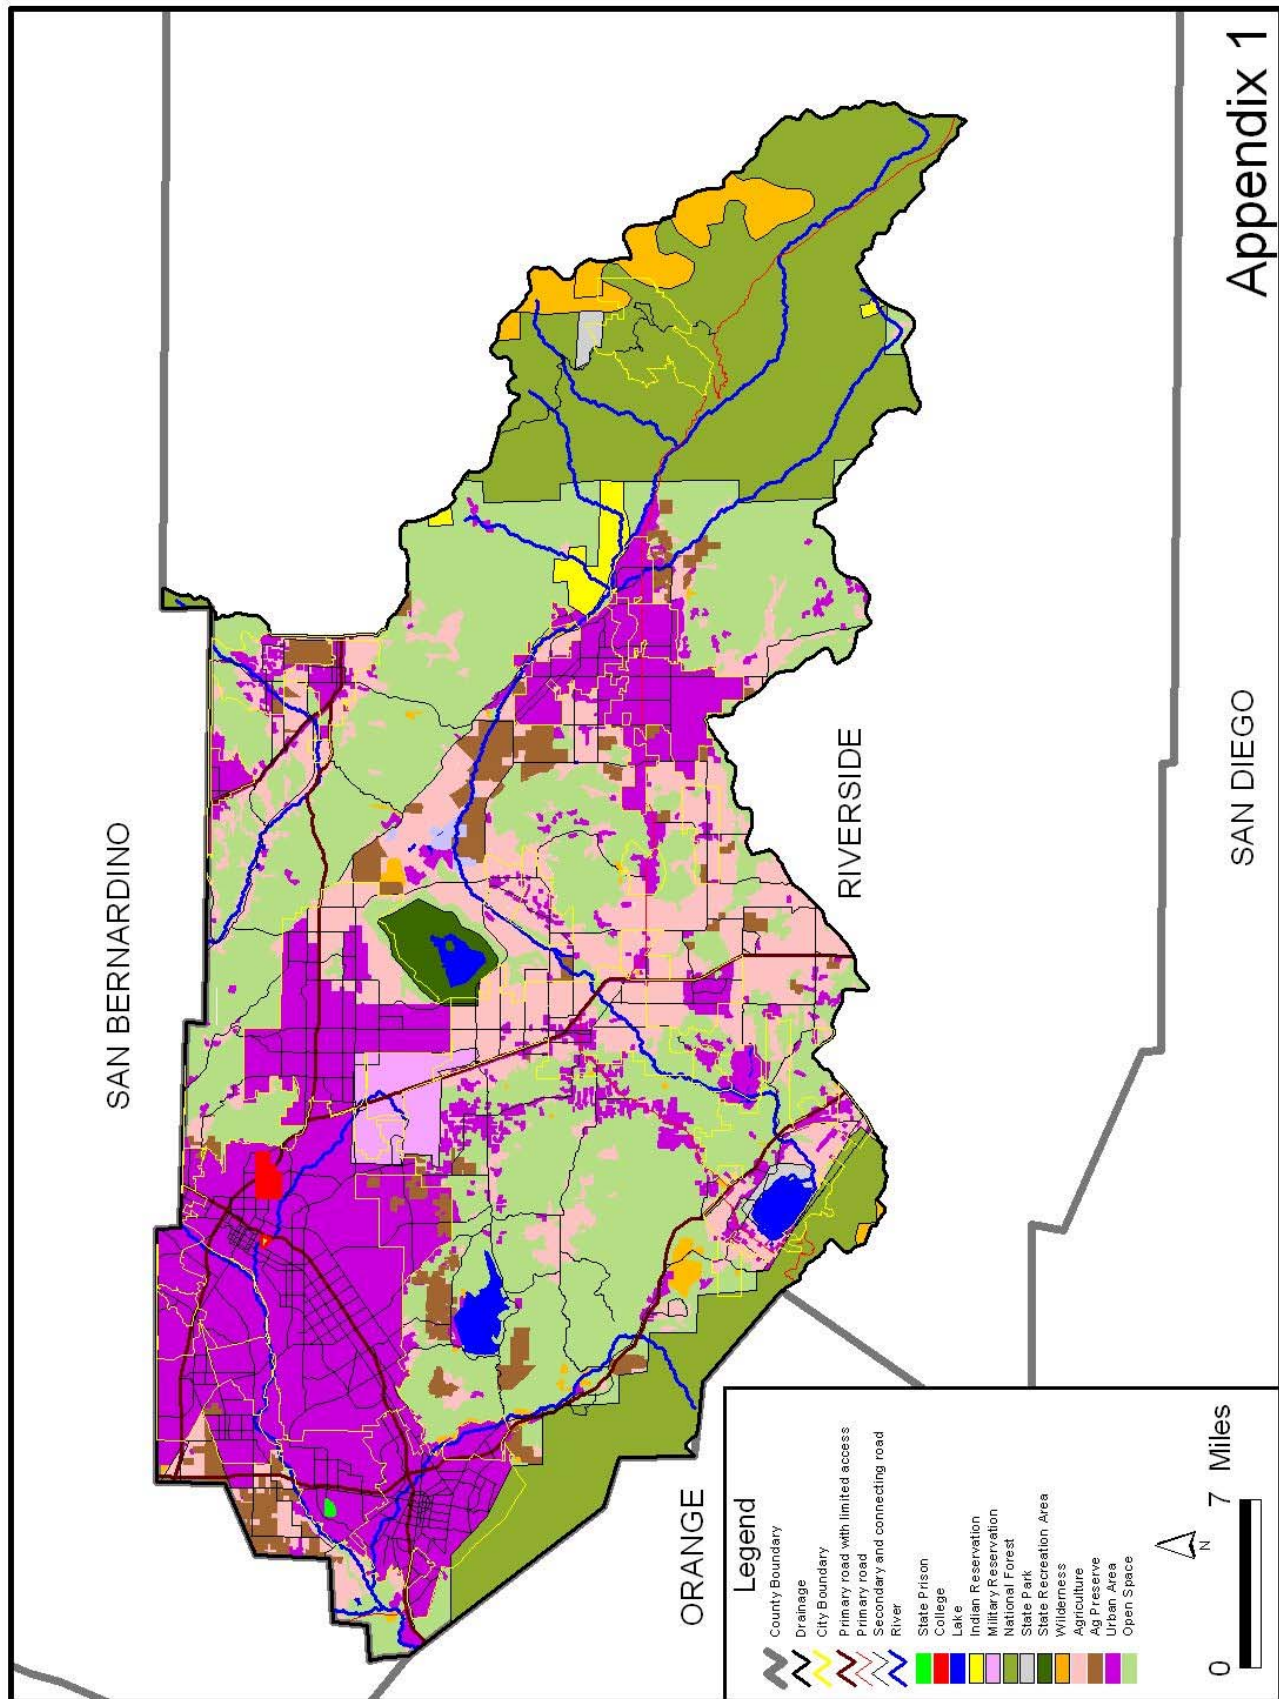 Appendix 1
SAN BERNARDINO
RIVERSIDE
SAN DIEGO
ORANGE
Legend
County Boundary
Drainage
City Boundary
Primary road with limited access
Primary road
Secondary and connecting road
River
State Prison
College
Lake
Indian Reservation
Military Reservation
National Forest
State Park
State Recreation Area
Wilderness
Agriculture
Ag Preserve
Urban Area
Open Space
N
0 7 Miles